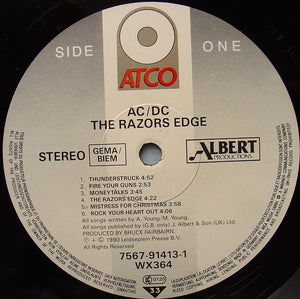 SIDE ONE
ATCO
AC/DC
THE RAZORS EDGE
STEREO GEMA/ BIEM ALBERT PRODUCTIONS
1. THUNDERSTRUCK 4:52
2. FIRE YOUR GUNS 2:53
3. MONEYTALKS 3:45
4. THE RAZORS EDGE 4:22
5. MISTRESS FOR CHRISTMAS 3:58
6. ROCK YOUR HEART OUT 4:06
All songs written by A. Young/M. Young.
All songs published by (G.B. only) J. Albert & Son (UK) Ltd.
Produced by BRUCE FAIRBAIRN.
℗ + © 1990 Leidseplein Presse B.V.
7567-91413-1
WX364
33